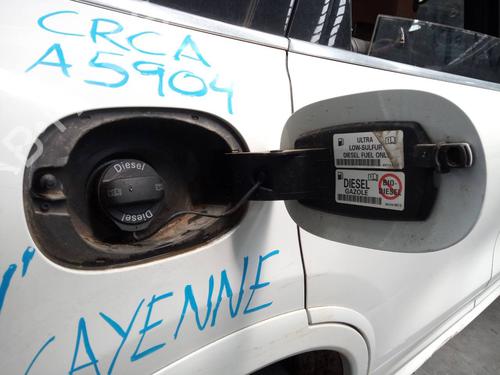 CRCA
A5904
Diesel
Diesel
ULTRA
LOW-SULFUR
DIESEL FUEL ONLY
DIESEL
GAZOLE
BIO-
DIESEL
CAYENNE